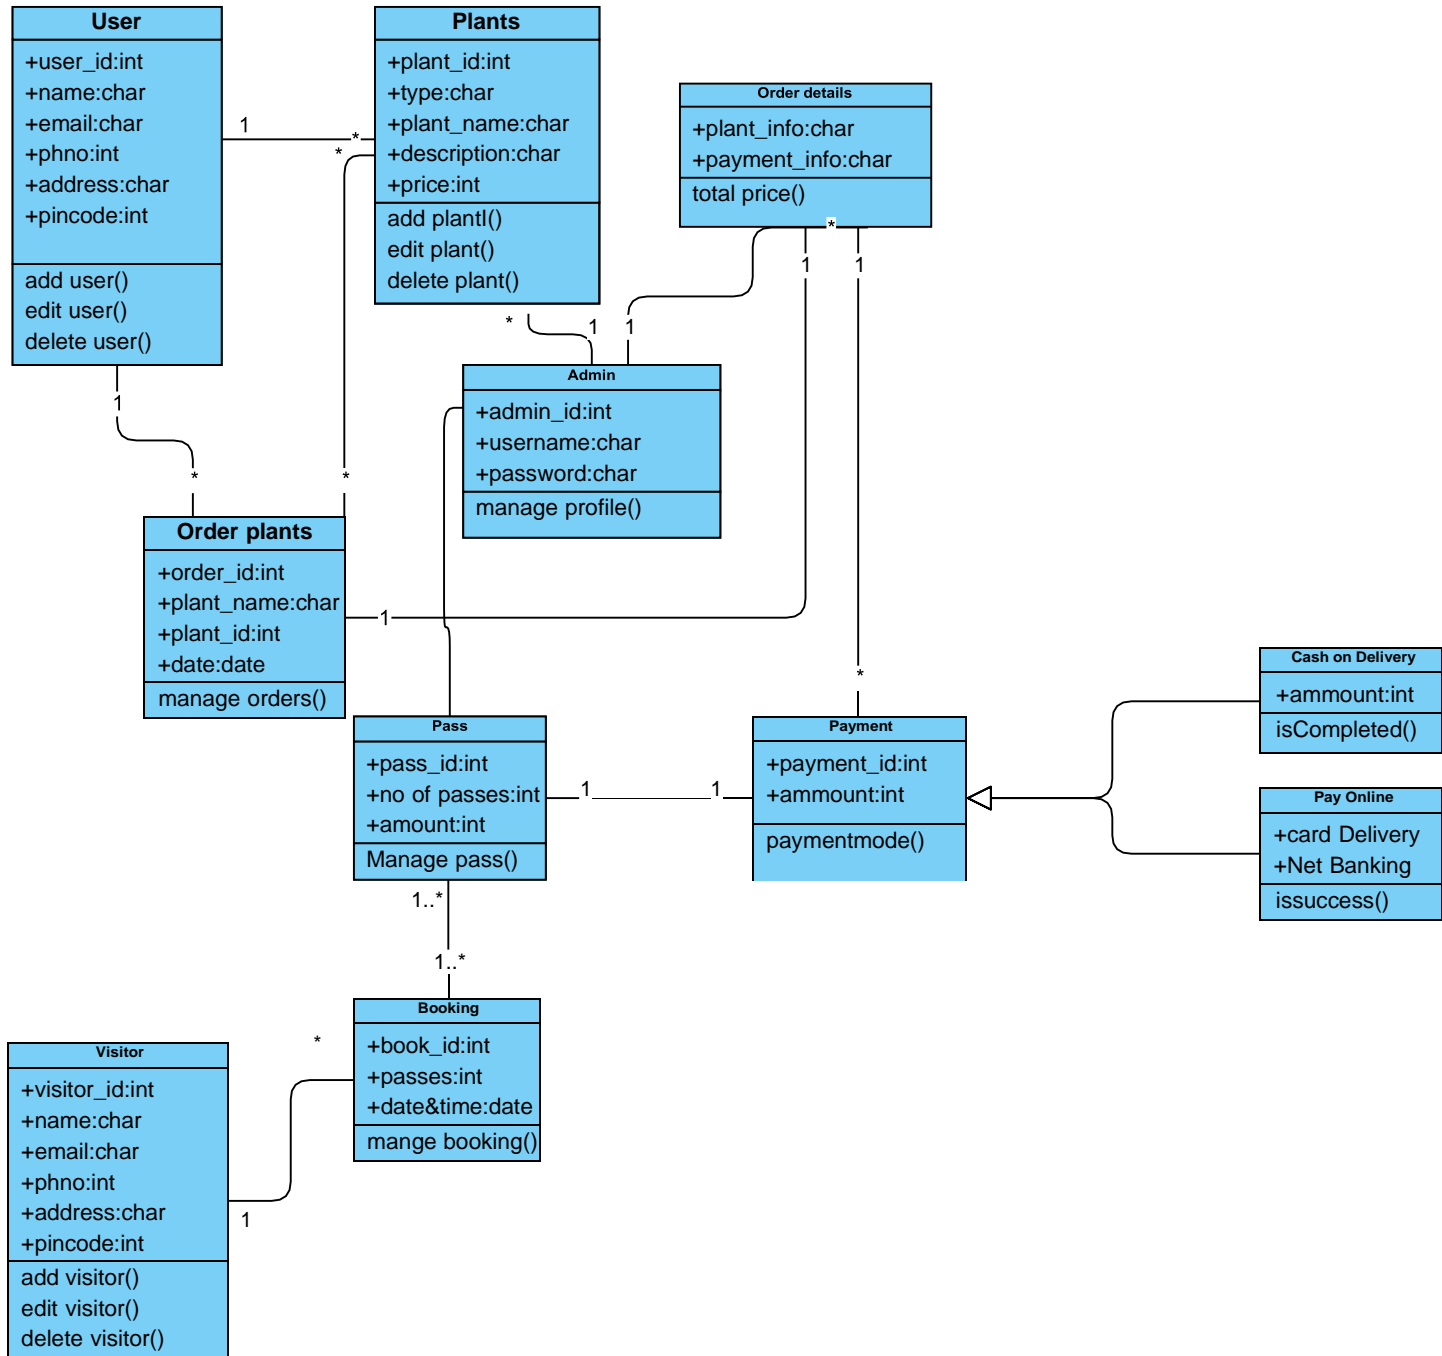 User
+user_id:int
+name:char
+email:char
+phno:int
+address:char
+pincode:int
add user()
edit user()
delete user()
Plants
+plant_id:int
+type:char
+plant_name:char
+description:char
+price:int
add plantI()
edit plant()
delete plant()
Order details
+plant_info:char
+payment_info:char
total price()
1
*
*
*
1
1
*
1
1
1
*
*
Admin
+admin_id:int
+username:char
+password:char
manage profile()
Order plants
+order_id:int
+plant_name:char
+plant_id:int
+date:date
manage orders()
1
*
Pass
+pass_id:int
+no of passes:int
+amount:int
Manage pass()
1
1
Payment
+payment_id:int
+ammount:int
paymentmode()
Cash on Delivery
+ammount:int
isCompleted()
Pay Online
+card Delivery
+Net Banking
issuccess()
1..*
1..*
Booking
+book_id:int
+passes:int
+date&time:date
mange booking()
*
1
Visitor
+visitor_id:int
+name:char
+email:char
+phno:int
+address:char
+pincode:int
add visitor()
edit visitor()
delete visitor()